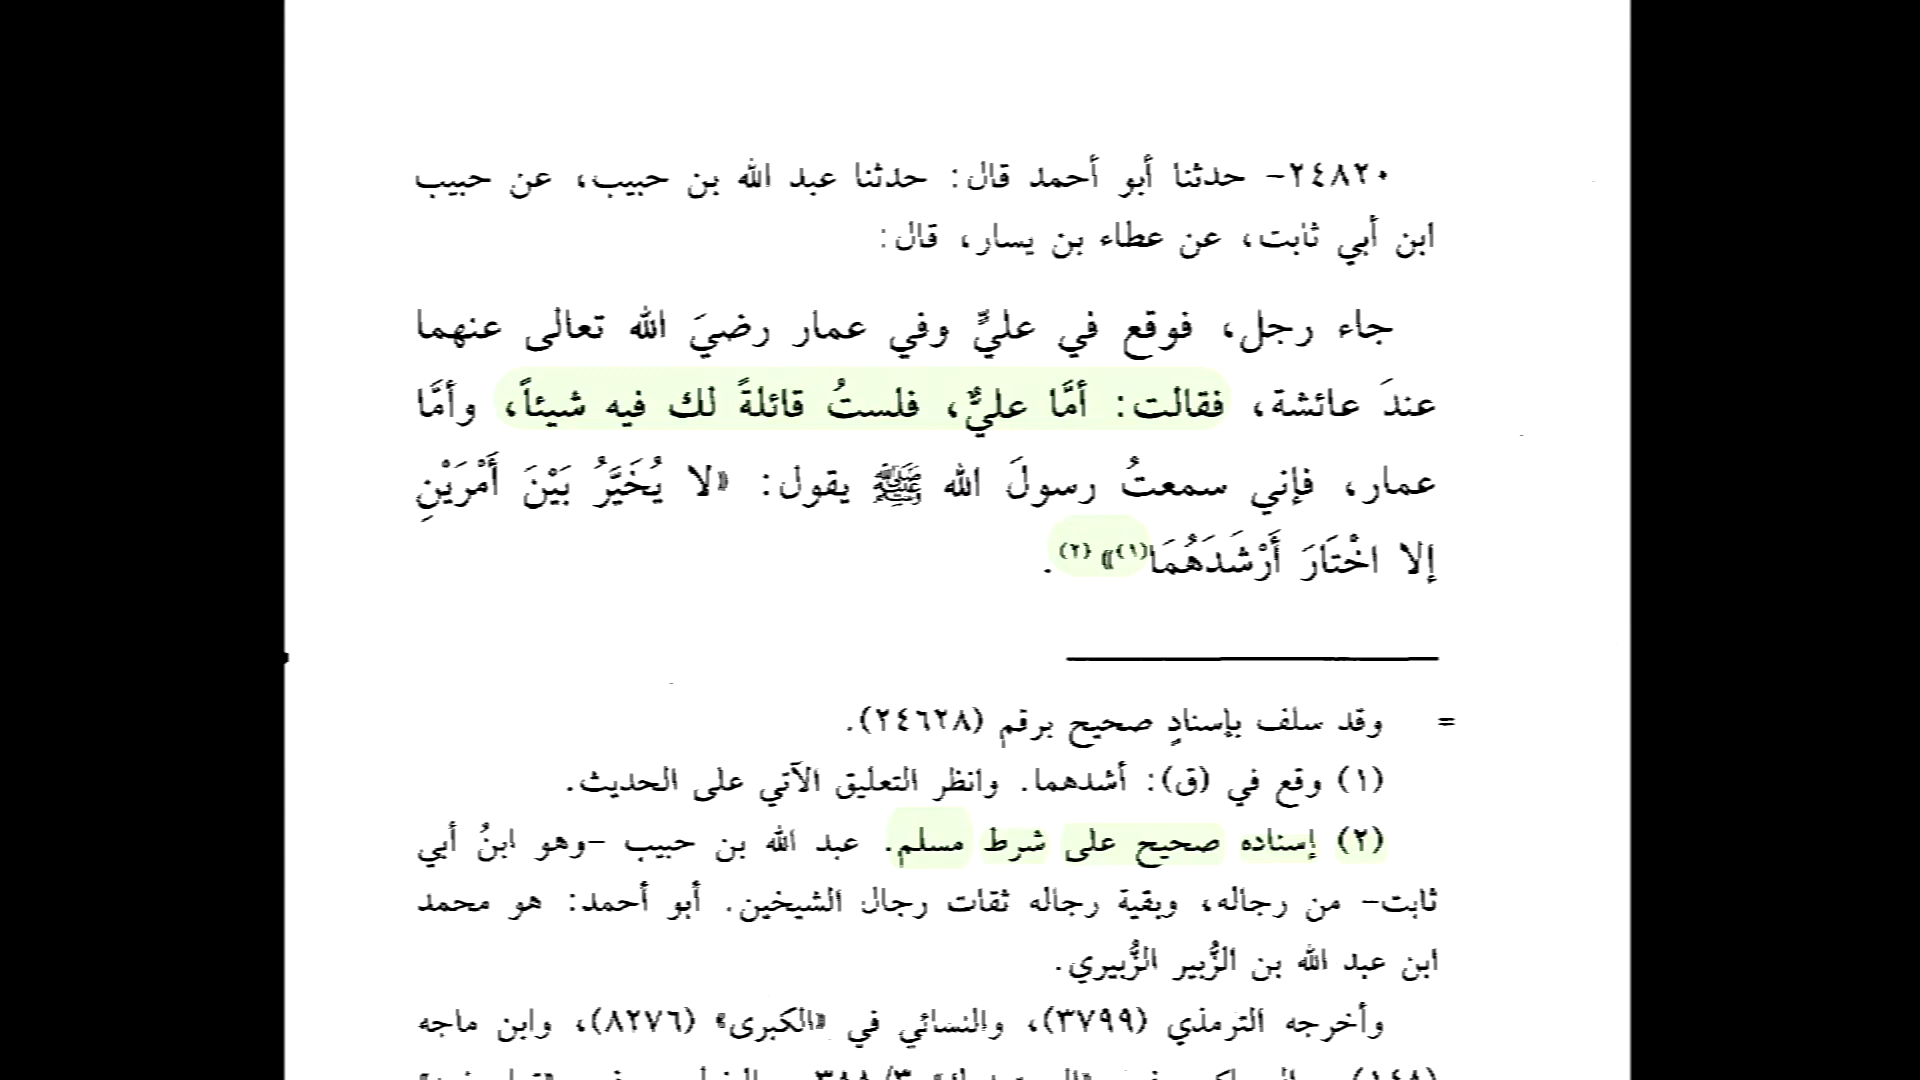 ٢٤٨٢٠- حدثنا أبو أحمد قال: حدثنا عبد الله بن حبيب، عن حبيب
ابن أبي ثابت، عن عطاء بن يسار، قال:
جاء رجل، فوقع في عليٍّ وفي عمار رضيَ الله تعالى عنهما
عندَ عائشة، فقالت: أمَّا عليٌّ، فلستُ قائلةً لك فيه شيئاً، وأمَّا
عمار، فإني سمعتُ رسولَ الله ﷺ يقول: «لا يُخَيَّرُ بَيْنَ أَمْرَيْنِ
إلا اخْتَارَ أَرْشَدَهُمَا(١)»(٢).
= وقد سلف بإسنادٍ صحيح برقم (٢٤٦٢٨).
(١) وقع في (ق): أشدهما. وانظر التعليق الآتي على الحديث.
(٢) إسناده صحيح على شرط مسلم. عبد الله بن حبيب -وهو ابنُ أبي
ثابت- من رجاله، وبقية رجاله ثقات رجال الشيخين. أبو أحمد: هو محمد
ابن عبد الله بن الزُّبير الزُّبيري.
وأخرجه الترمذي (٣٧٩٩)، والنسائي في «الكبرى» (٨٢٧٦)، وابن ماجه